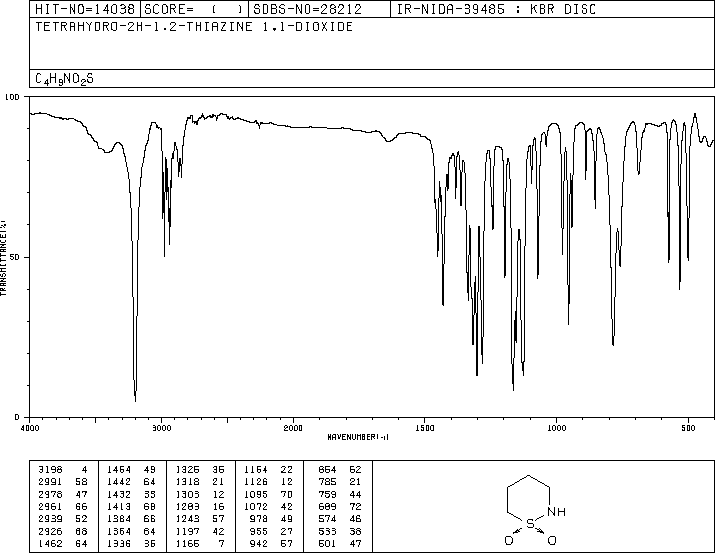 HIT-NO=14038 SCORE= ( ) SDBS-NO=28212 IR-NIDA-39485 : KBR DISC
TETRAHYDRO-2H-1,2-THIAZINE 1,1-DIOXIDE
C4H9NO2S
100
TRANSMITTANCE(%)
50
0
4000 3000 2000 1500 1000 500
WAVENUMBER(-1)
3198 4 1454 49 1325 35 1154 22 854 62
2991 58 1442 64 1318 21 1126 12 785 21
2978 47 1432 33 1303 12 1095 70 759 44
2961 66 1413 68 1283 16 1072 42 689 72
2939 52 1384 66 1243 57 978 49 574 46
2926 68 1364 64 1197 42 955 27 533 38
1462 64 1336 35 1165 7 942 57 501 47
NH
S
O O